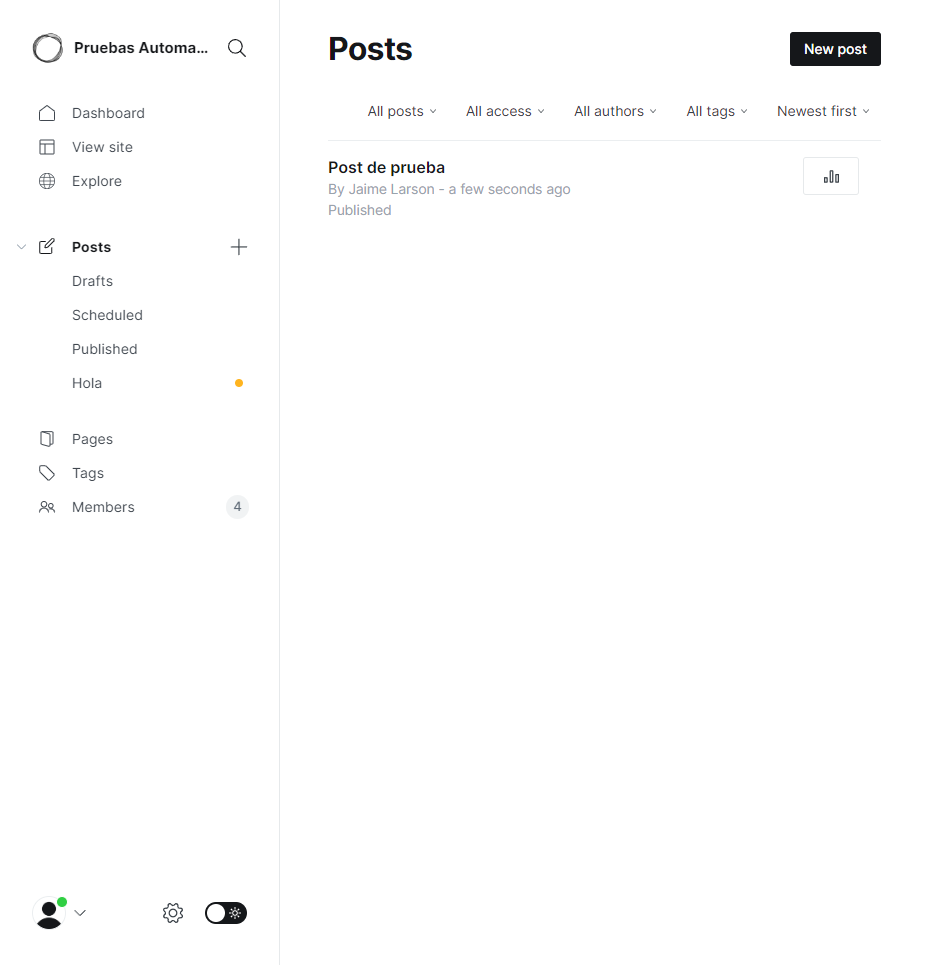 Pruebas Automa...
Dashboard
View site
Explore
Posts
Drafts
Scheduled
Published
Hola
Pages
Tags
Members 4
Posts
New post
All posts All access All authors All tags Newest first
Post de prueba
By Jaime Larson - a few seconds ago
Published